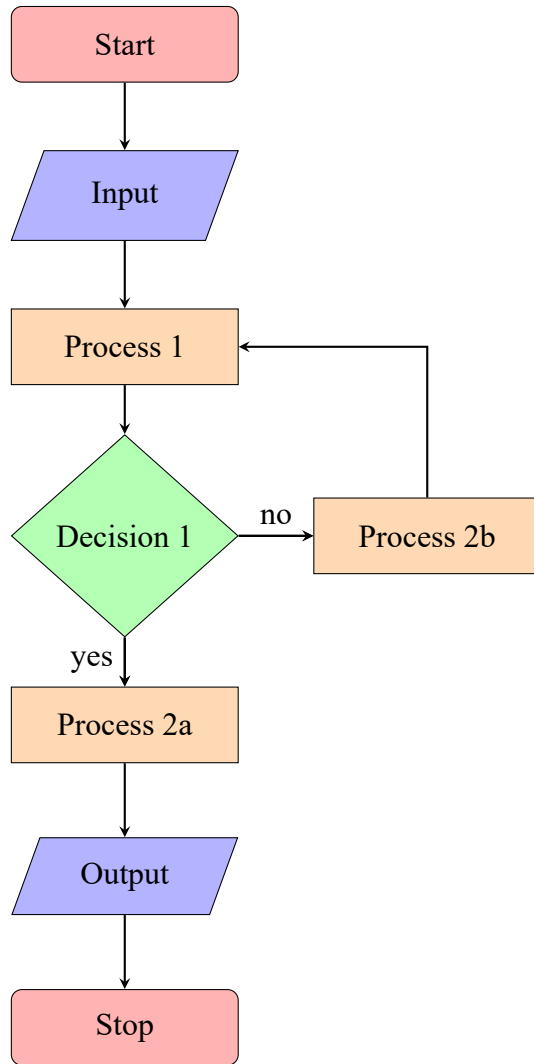 Start
Input
Process 1
Decision 1
no
Process 2b
yes
Process 2a
Output
Stop